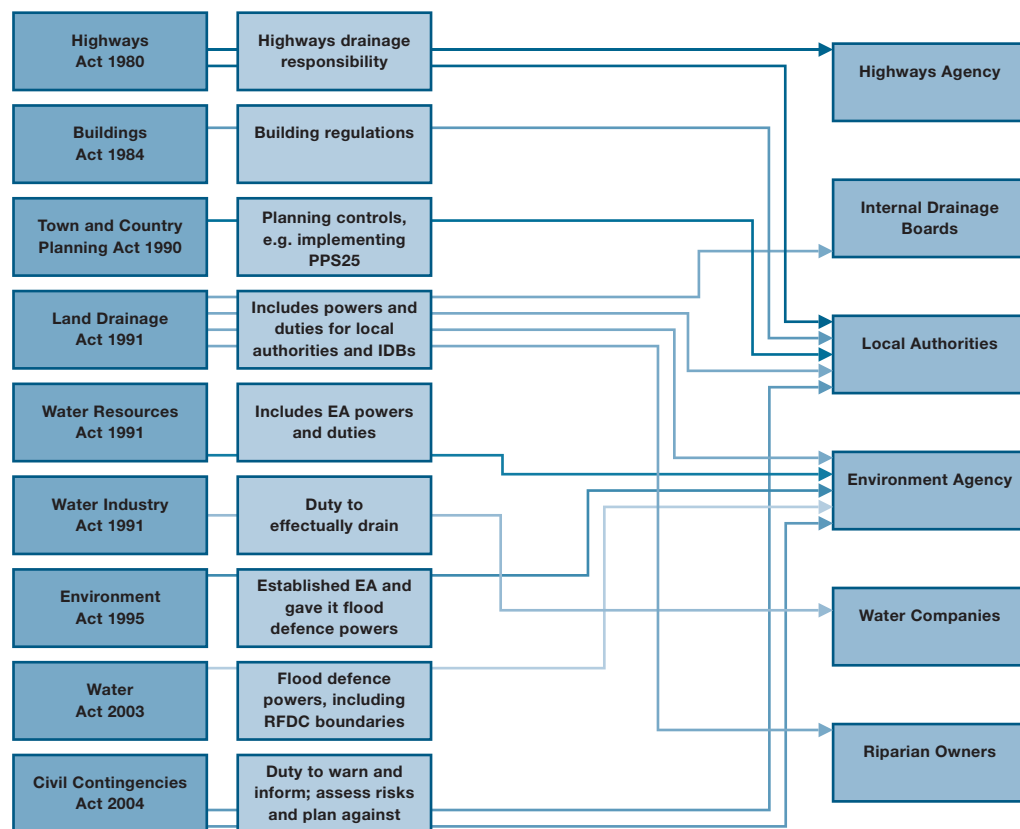 Highways
Act 1980
Highways drainage
responsibility
Highways Agency
Buildings
Act 1984
Building regulations
Town and Country
Planning Act 1990
Planning controls,
e.g. implementing
PPS25
Internal Drainage
Boards
Land Drainage
Act 1991
Includes powers and
duties for local
authorities and IDBs
Local Authorities
Water Resources
Act 1991
Includes EA powers
and duties
Water Industry
Act 1991
Duty to
effectually drain
Environment Agency
Environment
Act 1995
Established EA and
gave it flood
defence powers
Water Companies
Water
Act 2003
Flood defence
powers, including
RFDC boundaries
Riparian Owners
Civil Contingencies
Act 2004
Duty to warn and
inform; assess risks
and plan against